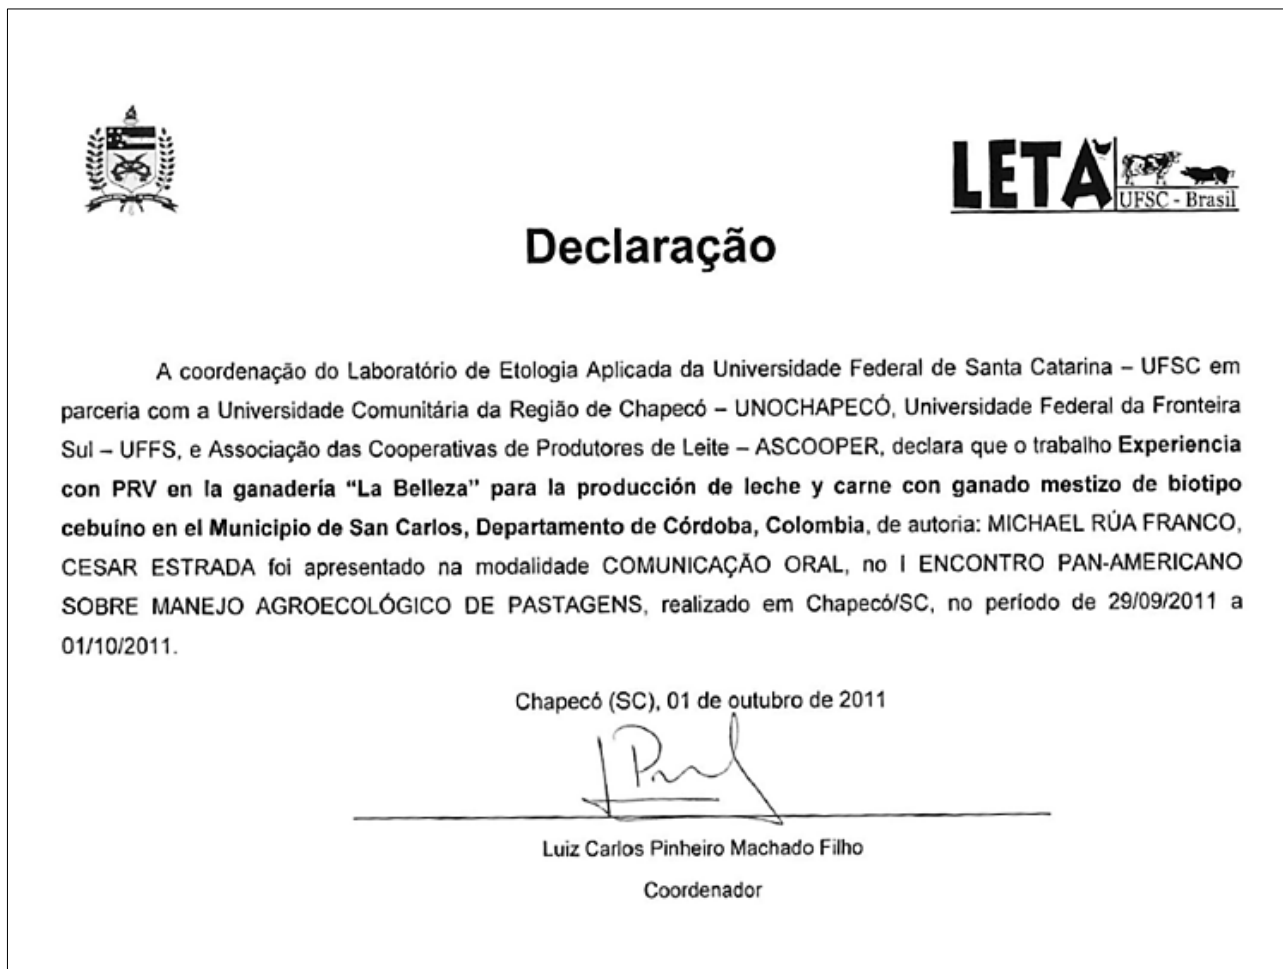 LETA
UFSC - Brasil
Declaração
A coordenação do Laboratório de Etologia Aplicada da Universidade Federal de Santa Catarina – UFSC em
parceria com a Universidade Comunitária da Região de Chapecó – UNOCHAPECÓ, Universidade Federal da Fronteira
Sul – UFFS, e Associação das Cooperativas de Produtores de Leite – ASCOOPER, declara que o trabalho Experiencia
con PRV en la ganadería “La Belleza” para la producción de leche y carne con ganado mestizo de biotipo
cebuíno en el Municipio de San Carlos, Departamento de Córdoba, Colombia, de autoria: MICHAEL RÚA FRANCO,
CESAR ESTRADA foi apresentado na modalidade COMUNICAÇÃO ORAL, no I ENCONTRO PAN-AMERICANO
SOBRE MANEJO AGROECOLÓGICO DE PASTAGENS, realizado em Chapecó/SC, no período de 29/09/2011 a
01/10/2011.
Chapecó (SC), 01 de outubro de 2011
Luiz Carlos Pinheiro Machado Filho
Coordenador